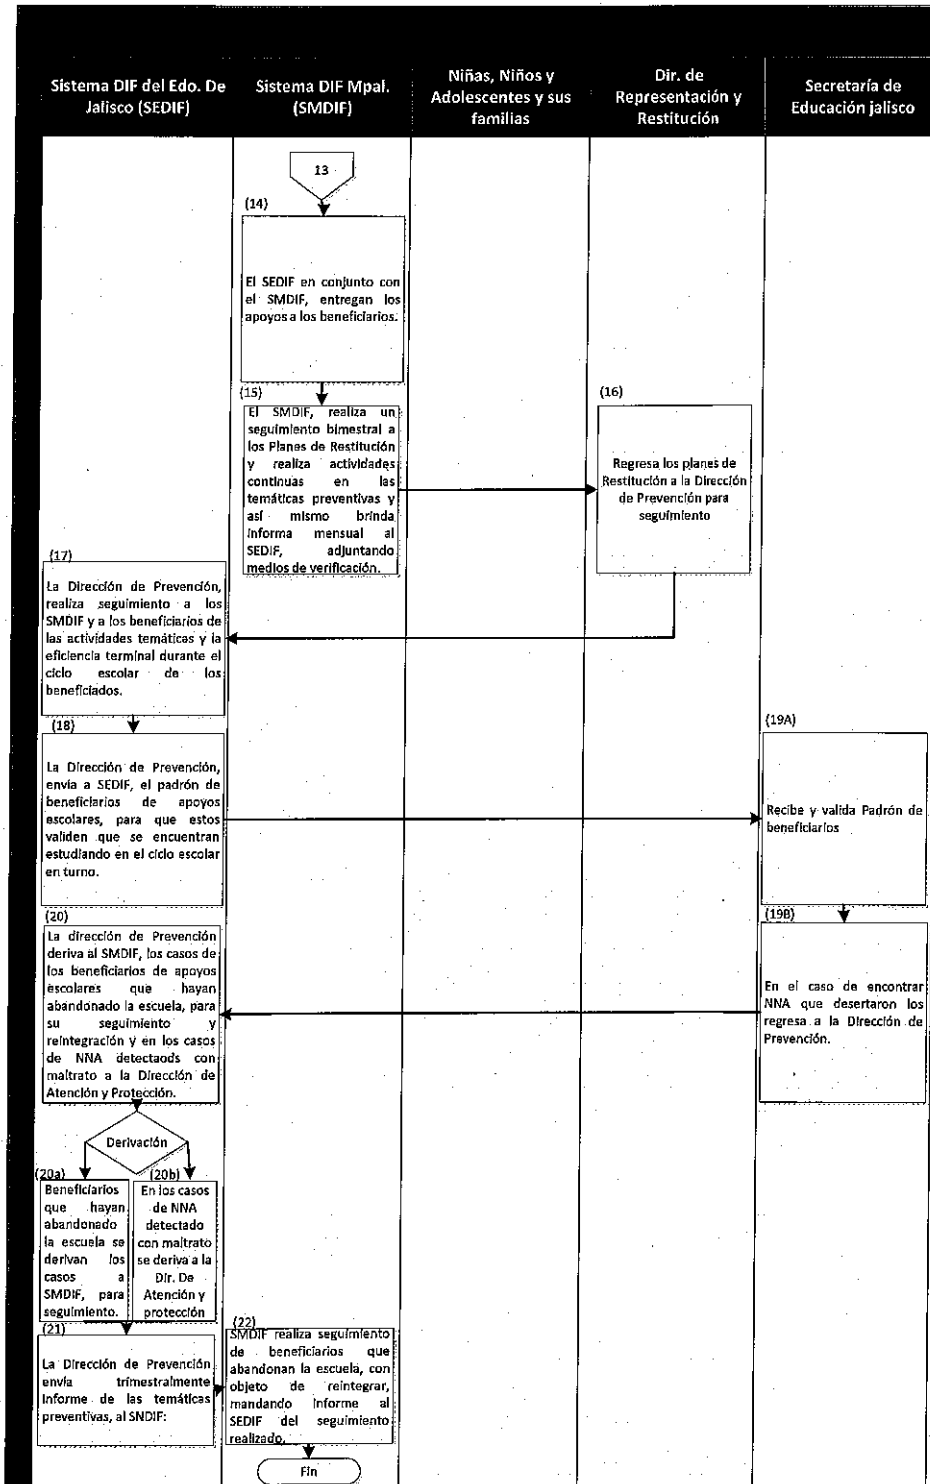 Sistema DIF del Edo. De
Jalisco (SEDIF)
Sistema DIF Mpal.
(SMDIF)
Niñas, Niños y
Adolescentes y sus
familias
Dir. de
Representación y
Restitución
Secretaría de
Educación jalisco
13
(14)
El SEDIF en conjunto con
el SMDIF, entregan los
apoyos a los beneficiarios.
(15)
El SMDIF, realiza un
seguimiento bimestral a
los Planes de Restitución
y realiza actividades
continuas en las
temáticas preventivas y
así mismo brinda
informa mensual al
SEDIF, adjuntando
medios de verificación.
(16)
Regresa los planes de
Restitución a la Dirección
de Prevención para
seguimiento
(17)
La Dirección de Prevención,
realiza seguimiento a los
SMDIF y a los beneficiarios de
las actividades temáticas y la
eficiencia terminal durante el
ciclo escolar de los
beneficiados.
(18)
La Dirección de Prevención,
envía a SEDIF, el padrón de
beneficiarios de apoyos
escolares, para que estos
validen que se encuentran
estudiando en el ciclo escolar
en turno.
(19A)
Recibe y valida Padrón de
beneficiarios
(19B)
En el caso de encontrar
NNA que desertaron los
regresa a la Dirección de
Prevención.
(20)
La dirección de Prevención
deriva al SMDIF, los casos de
los beneficiarios de apoyos
escolares que hayan
abandonado la escuela, para
su seguimiento y
reintegración y en los casos
de NNA detectaods con
maltrato a la Dirección de
Atención y Protección.
Derivación
(20a)
Beneficiarios
que hayan
abandonado
la escuela se
derivan los
casos a
SMDIF, para
seguimiento.
(20b)
En los casos
de NNA
detectado
con maltrato
se deriva a la
Dir. De
Atención y
protección
(21)
La Dirección de Prevención
envía trimestralmente
informe de las temáticas
preventivas, al SNDIF:
(22)
SMDIF realiza seguimiento
de beneficiarios que
abandonan la escuela, con
objeto de reintegrar,
mandando informe al
SEDIF del seguimiento
realizado.
Fin